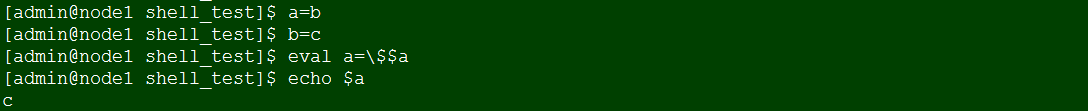 [admin@node1 shell_test]$ a=b
[admin@node1 shell_test]$ b=c
[admin@node1 shell_test]$ eval a=\$$a
[admin@node1 shell_test]$ echo $a
c